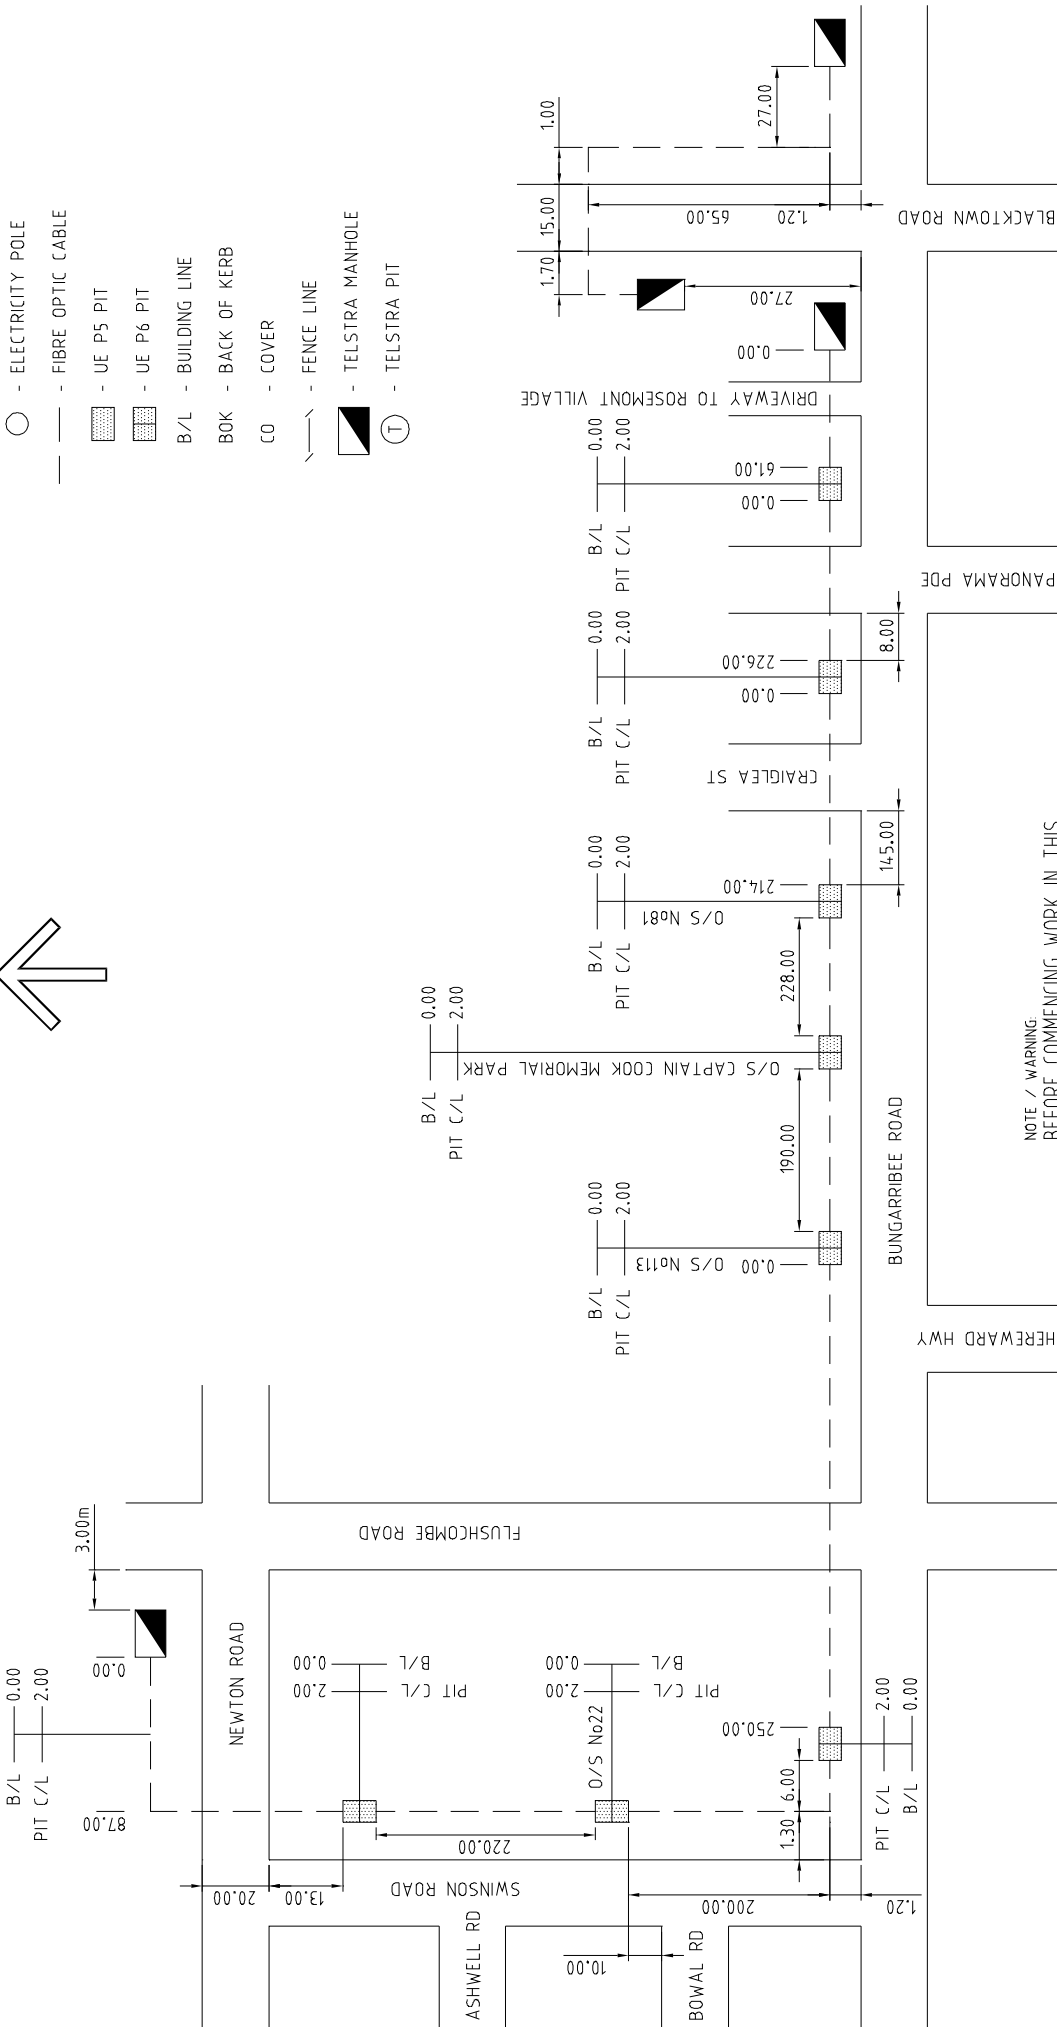 - ELECTRICITY POLE
- FIBRE OPTIC CABLE
- UE P5 PIT
- UE P6 PIT
B/L - BUILDING LINE
BOK - BACK OF KERB
CO - COVER
- FENCE LINE
- TELSTRA MANHOLE
T - TELSTRA PIT
1.00
15.00
1.70
27.00
65.00
1.20
BLACKTOWN ROAD
27.00
0.00
DRIVEWAY TO ROSEMONT VILLAGE
B/L 0.00
PIT C/L 2.00
61.00
0.00
PANORAMA PDE
B/L 0.00
PIT C/L 2.00
226.00
0.00
8.00
CRAIGLEA ST
145.00
B/L 0.00
PIT C/L 2.00
214.00
O/S No81
228.00
B/L 0.00
PIT C/L 2.00
O/S CAPTAIN COOK MEMORIAL PARK
190.00
B/L 0.00
PIT C/L 2.00
O/S No113
0.00
BUNGARRIBEE ROAD
NOTE / WARNING:
BEFORE COMMENCING WORK IN THIS
HEREWARD HWY
FLUSHCOMBE ROAD
3.00m
0.00
B/L 0.00
PIT C/L 2.00
87.00
NEWTON ROAD
0.00 B/L
2.00 PIT C/L
0.00 B/L
2.00 PIT C/L
O/S No22
250.00
6.00
1.30
PIT C/L 2.00
B/L 0.00
220.00
20.00
13.00
SWINSON ROAD
200.00
1.20
ASHWELL RD
10.00
BOWAL RD